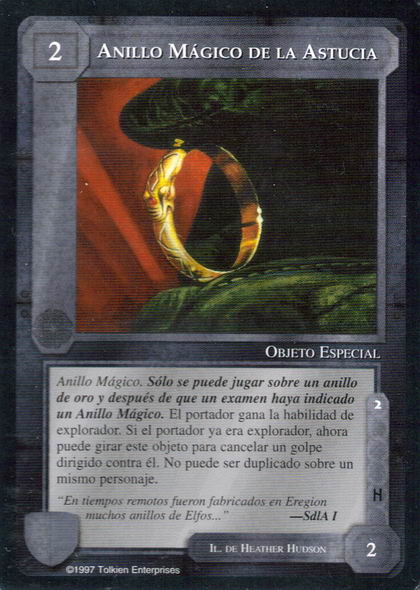 2
ANILLO MÁGICO DE LA ASTUCIA
OBJETO ESPECIAL
Anillo Mágico. Sólo se puede jugar sobre un anillo
de oro y después de que un examen haya indicado
un Anillo Mágico. El portador gana la habilidad de
explorador. Si el portador ya era explorador, ahora
puede girar este objeto para cancelar un golpe
dirigido contra él. No puede ser duplicado sobre un
mismo personaje.
2
"En tiempos remotos fueron fabricados en Eregion
muchos anillos de Elfos..." —SdlA I
H
IL. DE HEATHER HUDSON
2
©1997 Tolkien Enterprises